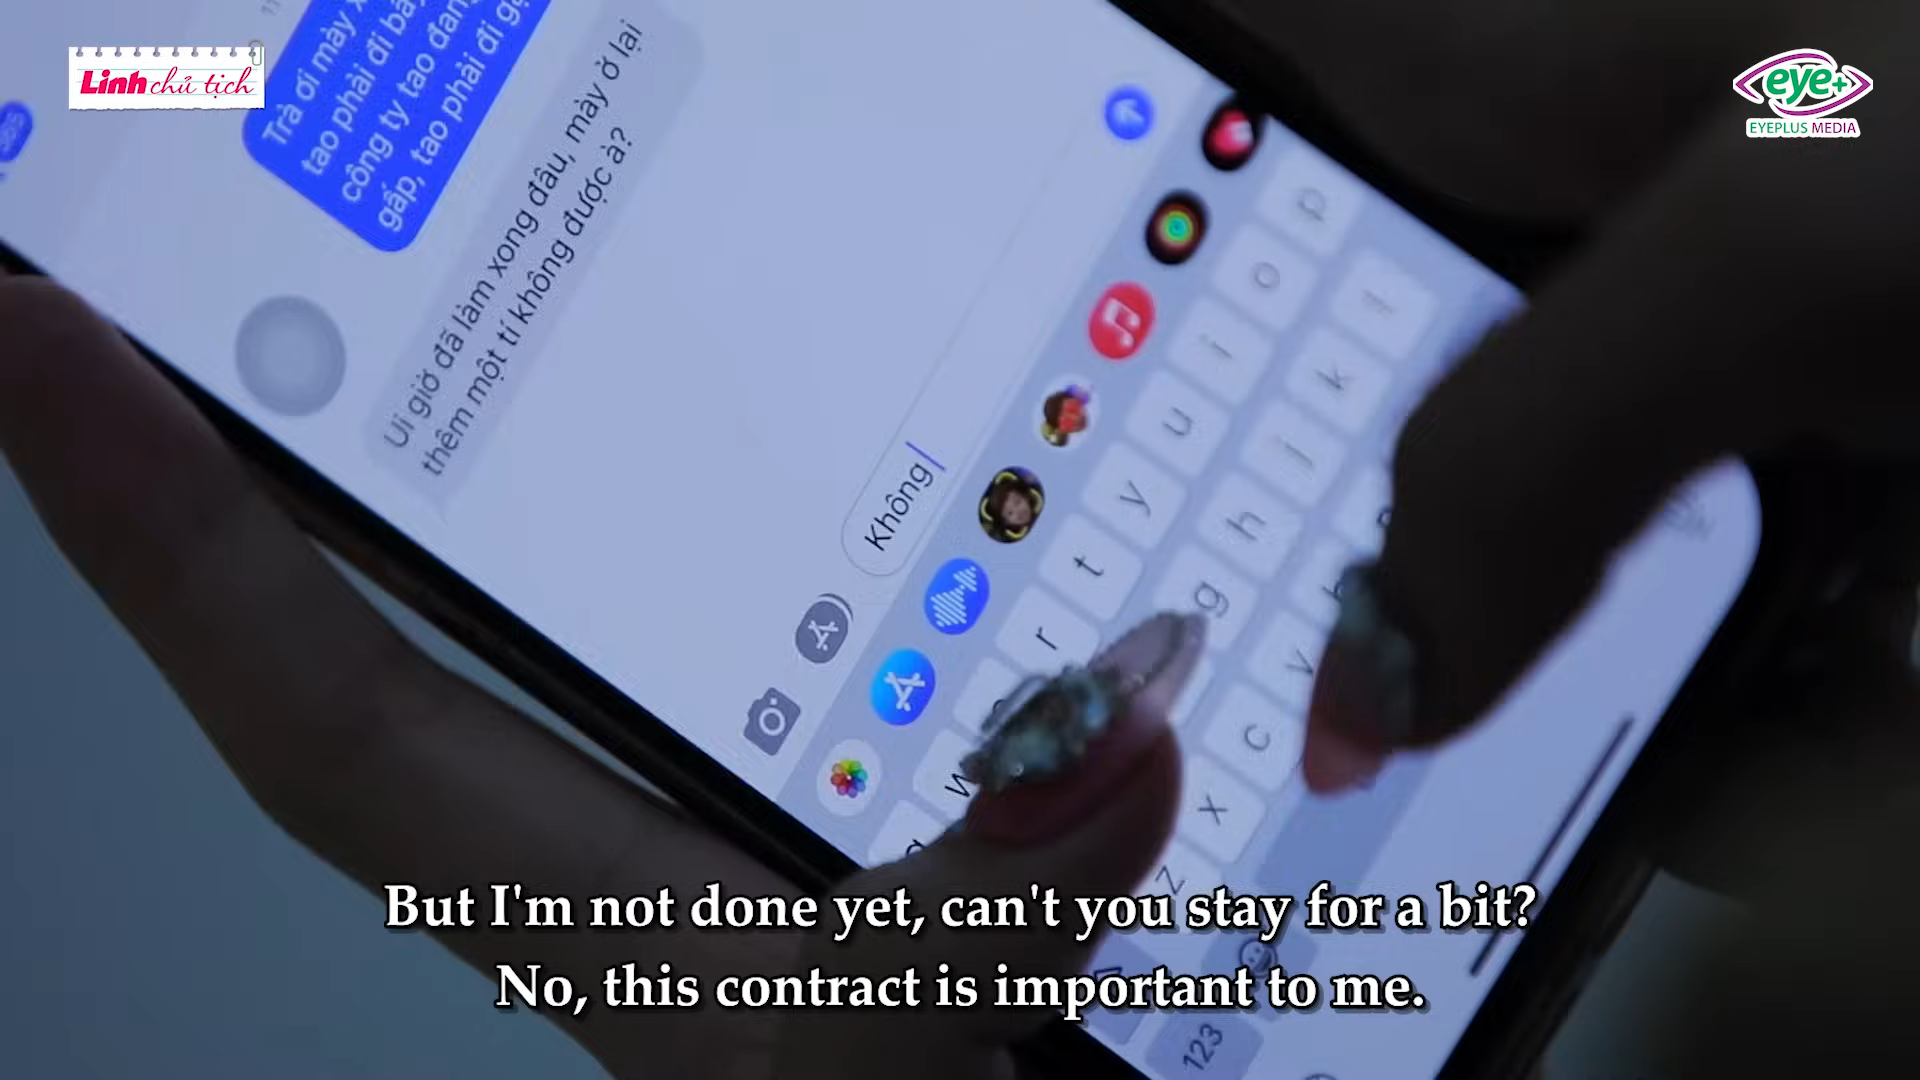 Linh chủ tịch
eye+
EYEPLUS MEDIA
Trà ơi mày
tao phải đi
công ty tao đang
gấp, tao phải đi
Ui giờ đã làm xong đâu, mày ở lại
thêm một tí không được à?
Không
p
o
i
u
y
t
r
w
l
k
j
h
g
v
c
x
z
123
But I'm not done yet, can't you stay for a bit?
No, this contract is important to me.